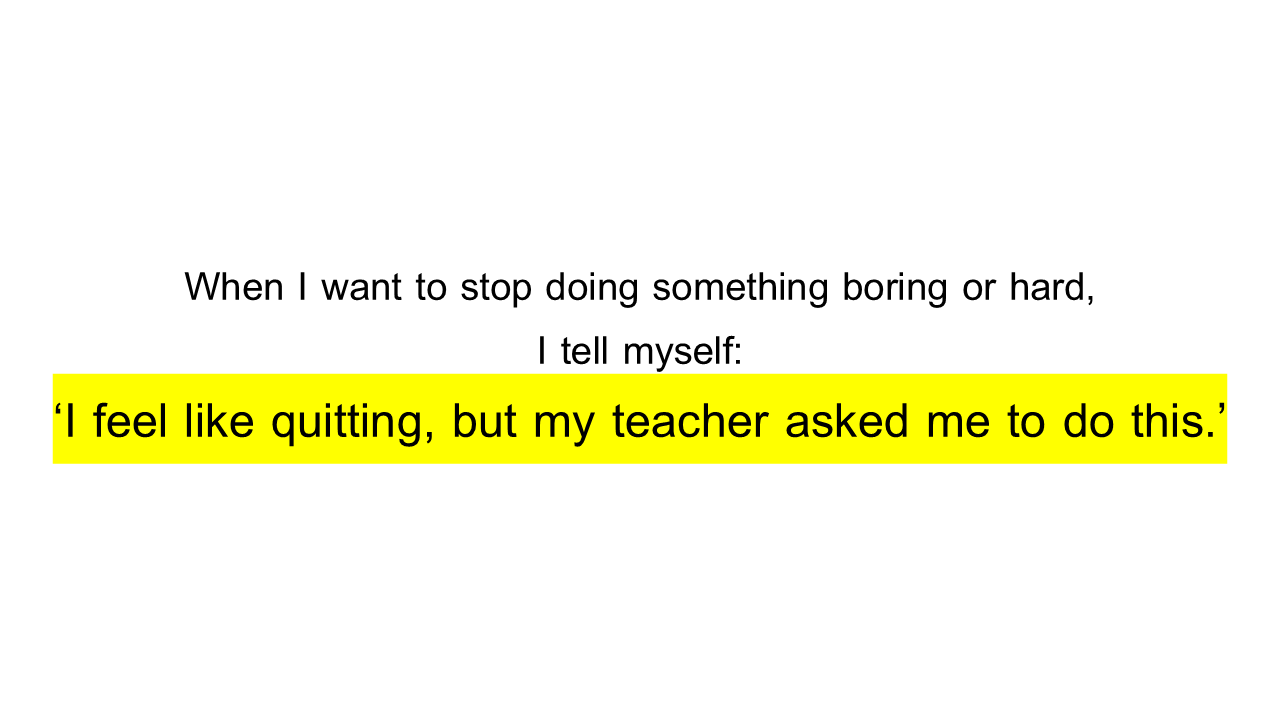 When I want to stop doing something boring or hard,
I tell myself:
‘I feel like quitting, but my teacher asked me to do this.’